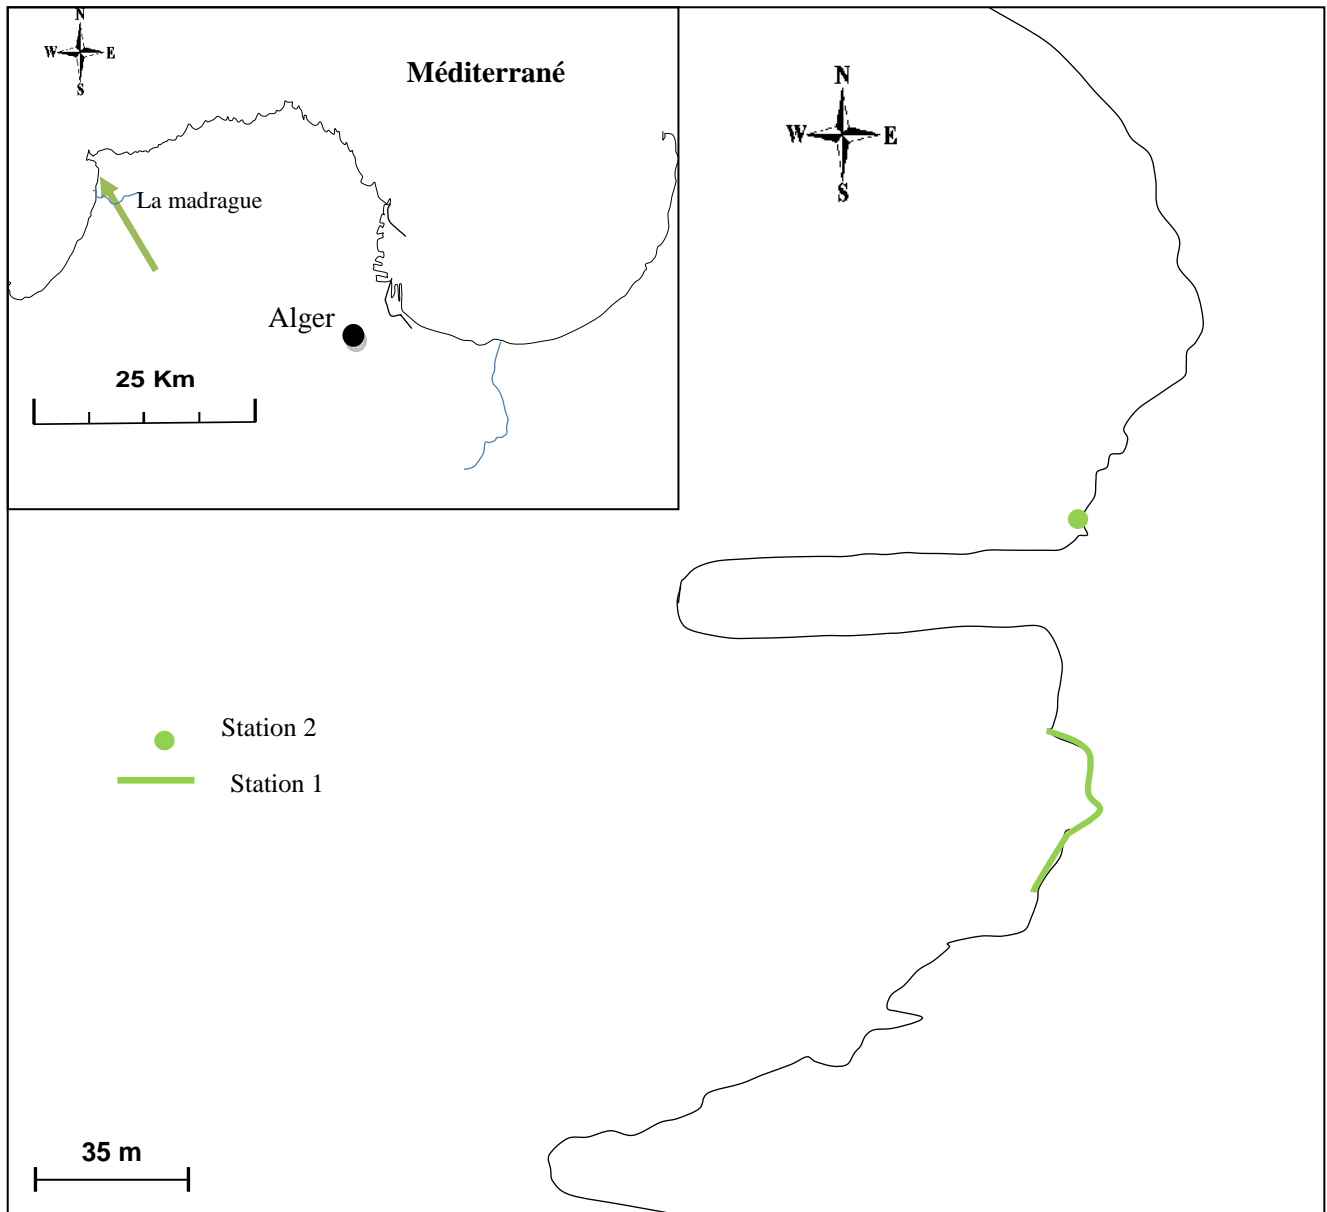 N
W E
S
Méditerrané
La madrague
Alger
25 Km
N
W E
S
Station 2
Station 1
35 m